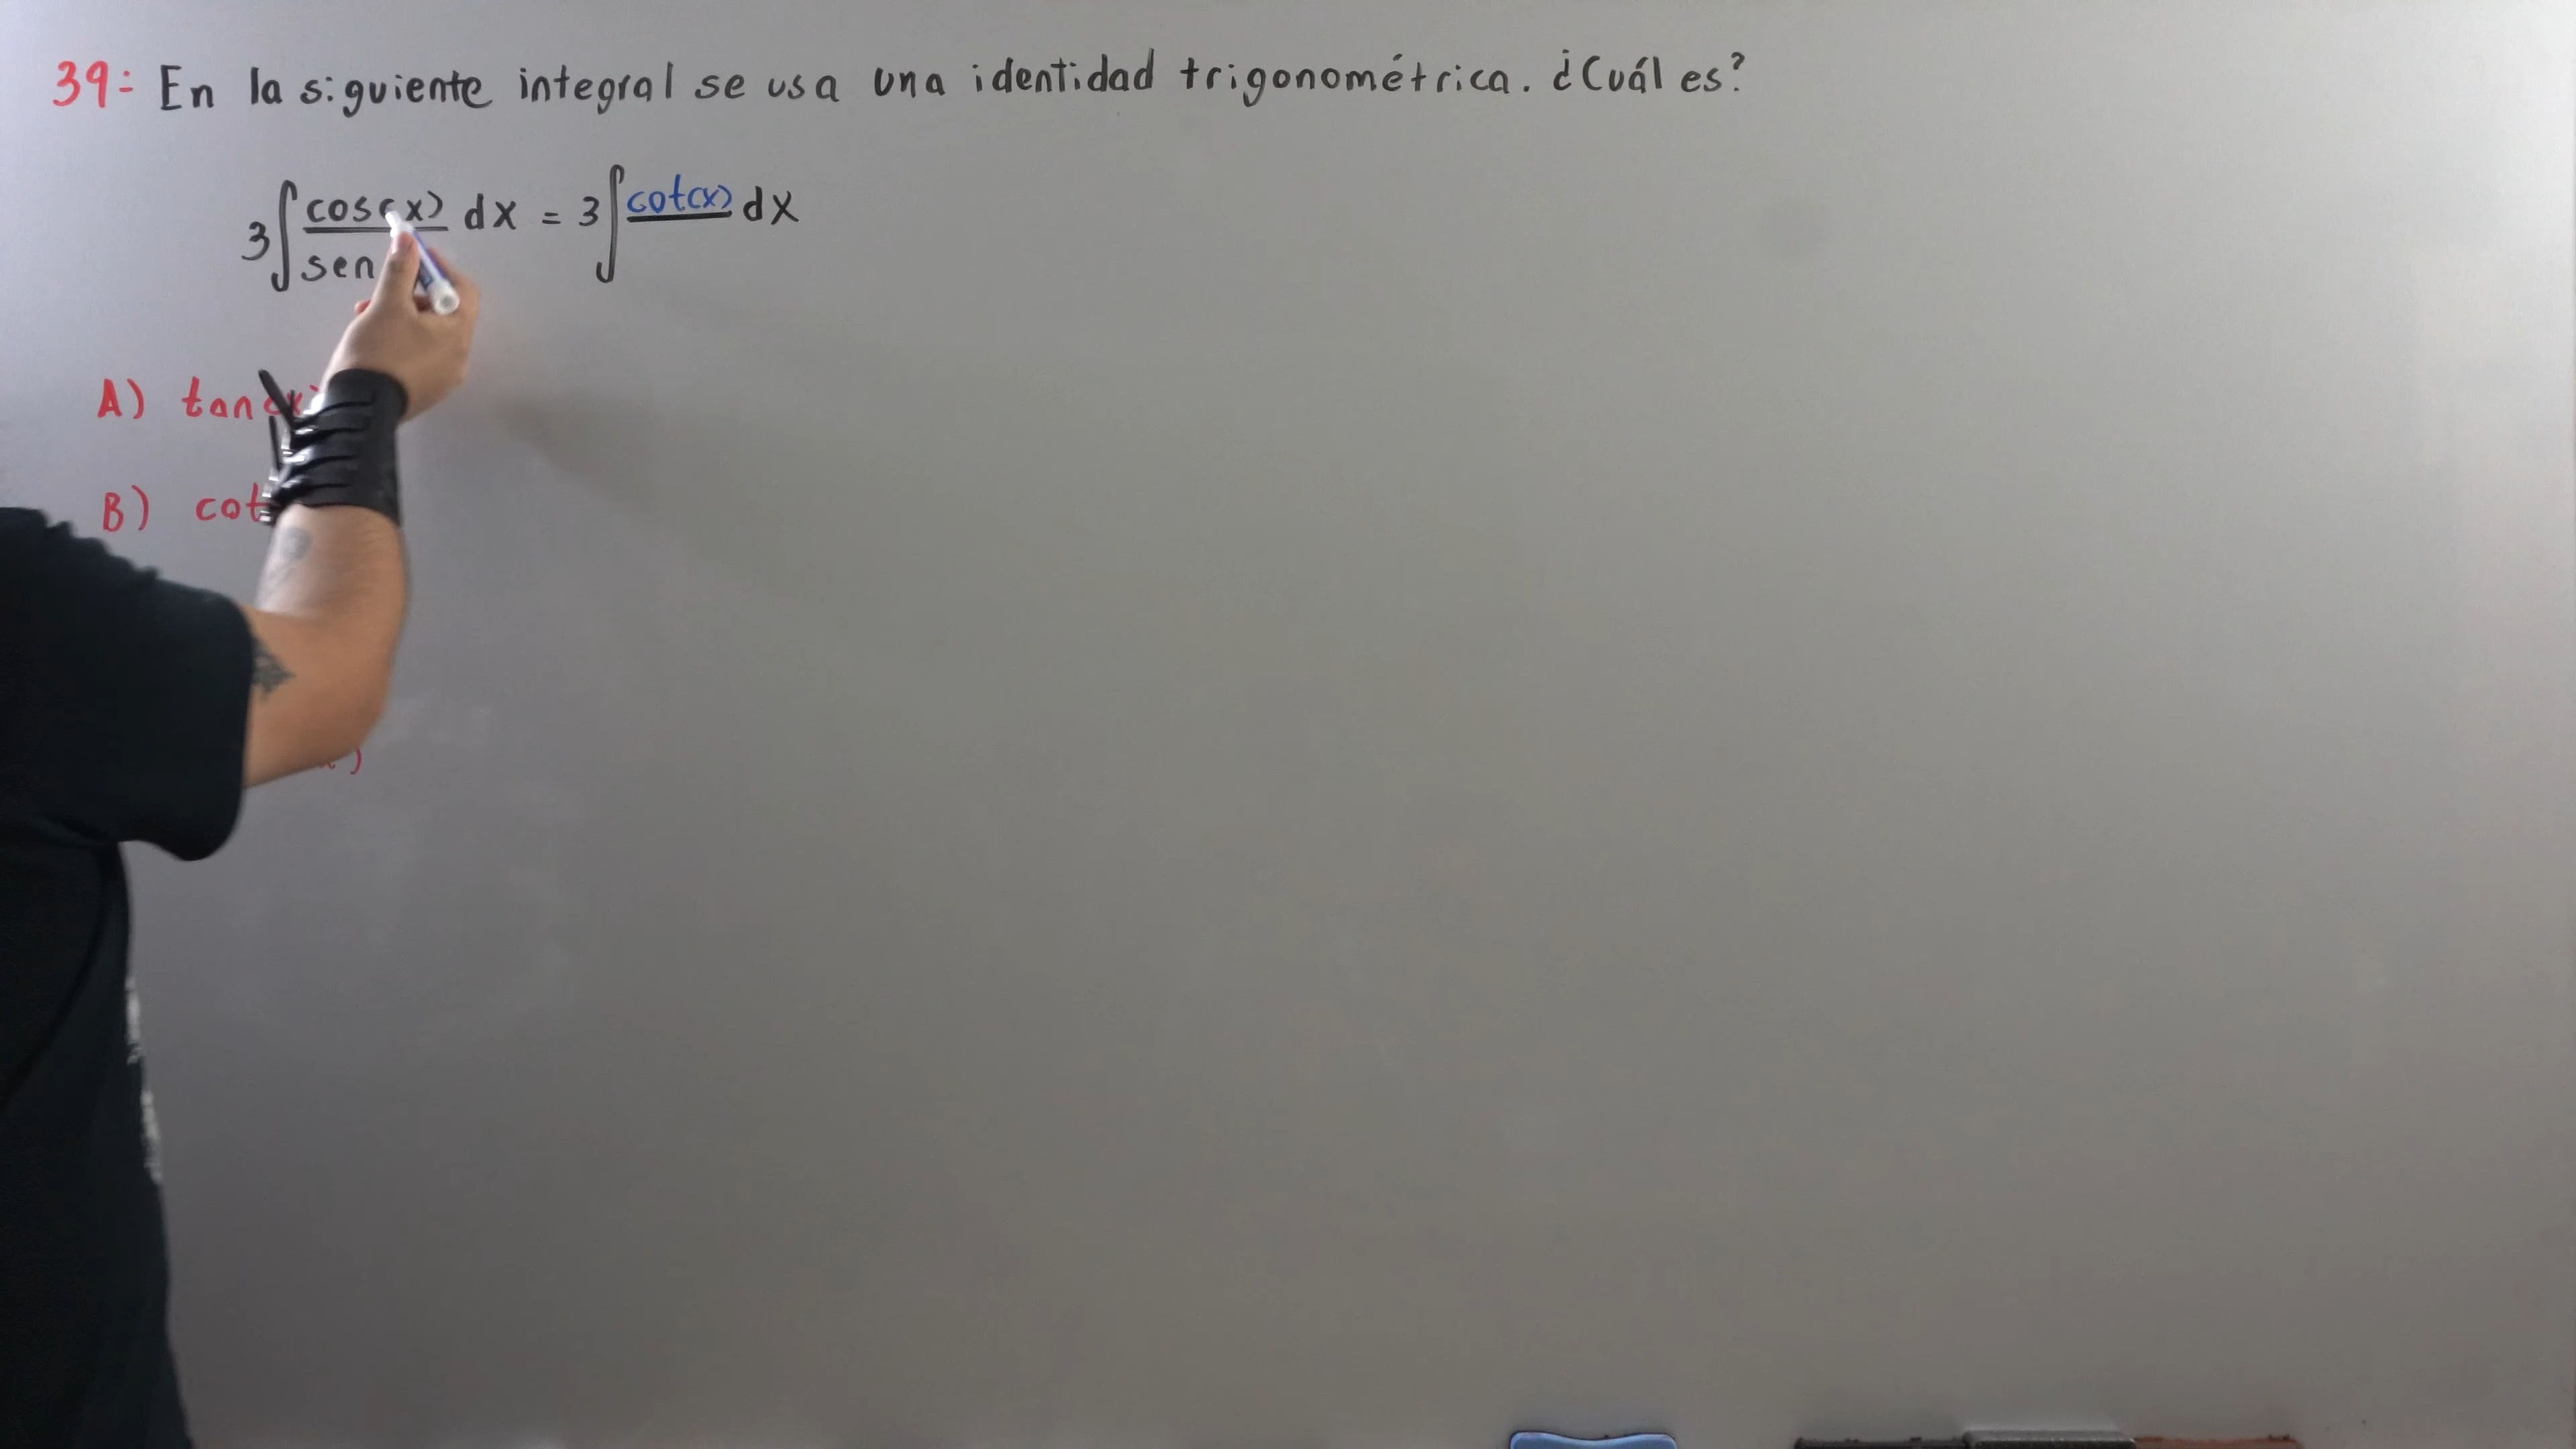 39: En la siguiente integral se usa una identidad trigonométrica. ¿Cuál es?
3∫ cos(x) dx = 3∫ cot(x) dx
sen
A) tan(x)
B) cot
)